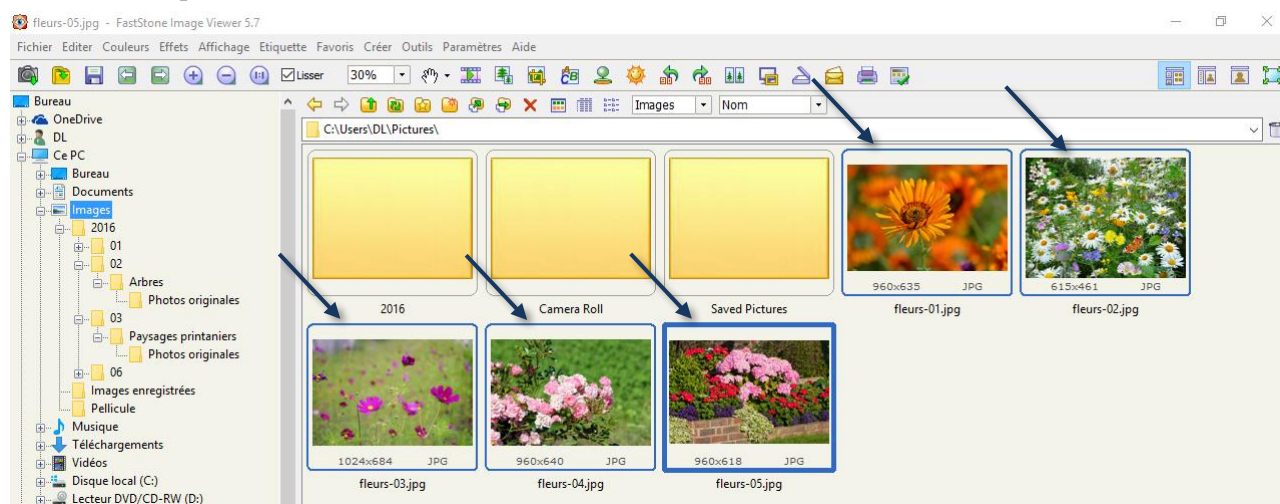 fleurs-05.jpg - FastStone Image Viewer 5.7
Fichier Editer Couleurs Effets Affichage Etiquette Favoris Créer Outils Paramètres Aide
Lisser 30%
Bureau
OneDrive
DL
Ce PC
Bureau
Documents
Images
2016
01
02
Arbres
Photos originales
03
Paysages printaniers
Photos originales
06
Images enregistrées
Pellicule
Musique
Téléchargements
Vidéos
Disque local (C:)
Lecteur DVD/CD-RW (D:)
Images Nom
C:\Users\DL\Pictures\
960x635 JPG 615x461 JPG
2016 Camera Roll Saved Pictures fleurs-01.jpg fleurs-02.jpg
1024x684 JPG 960x640 JPG 960x618 JPG
fleurs-03.jpg fleurs-04.jpg fleurs-05.jpg